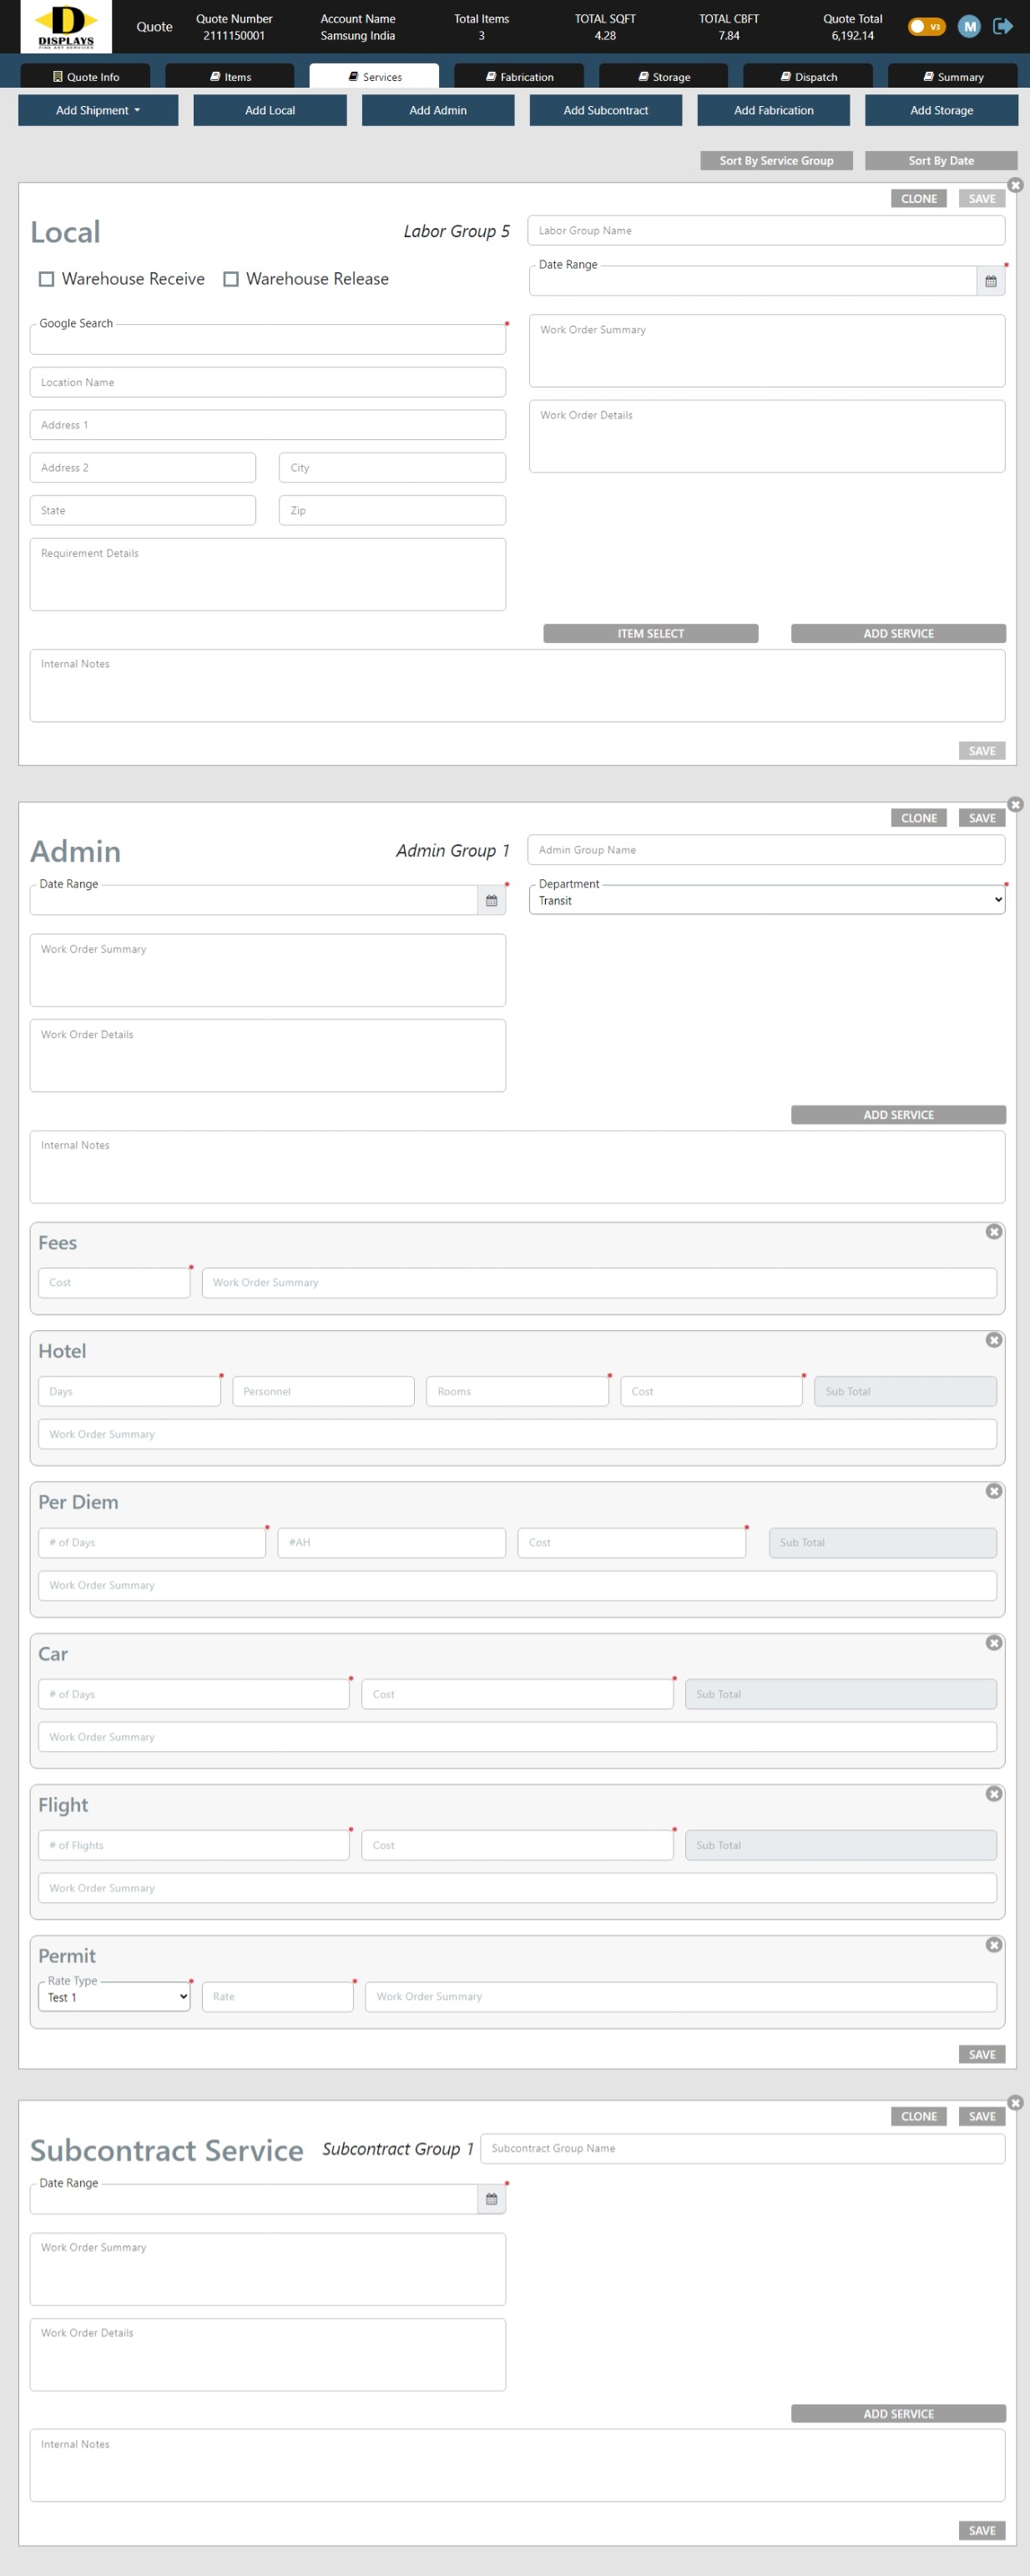 D
DISPLAYS
FINE ART SERVICES
Quote
Quote Number
2111150001
Account Name
Samsung India
Total Items
3
TOTAL SQFT
4.28
TOTAL CBFT
7.84
Quote Total
6,192.14
V3
M
Quote Info
Items
Services
Fabrication
Storage
Dispatch
Summary
Add Shipment
Add Local
Add Admin
Add Subcontract
Add Fabrication
Add Storage
Sort By Service Group
Sort By Date
CLONE
SAVE
Local
Labor Group 5
Labor Group Name
Warehouse Receive
Warehouse Release
Date Range
*
Google Search
*
Work Order Summary
Location Name
Address 1
Work Order Details
Address 2
City
State
Zip
Requirement Details
ITEM SELECT
ADD SERVICE
Internal Notes
SAVE
CLONE
SAVE
Admin
Admin Group 1
Admin Group Name
Date Range
*
Department
*
Transit
Work Order Summary
Work Order Details
ADD SERVICE
Internal Notes
Fees
Cost
*
Work Order Summary
Hotel
Days
*
Personnel
Rooms
*
Cost
*
Sub Total
Work Order Summary
Per Diem
# of Days
*
#AH
Cost
*
Sub Total
Work Order Summary
Car
# of Days
*
Cost
*
Sub Total
Work Order Summary
Flight
# of Flights
*
Cost
*
Sub Total
Work Order Summary
Permit
Rate Type
*
Test 1
Rate
*
Work Order Summary
SAVE
CLONE
SAVE
Subcontract Service
Subcontract Group 1
Subcontract Group Name
Date Range
*
Work Order Summary
Work Order Details
ADD SERVICE
Internal Notes
SAVE